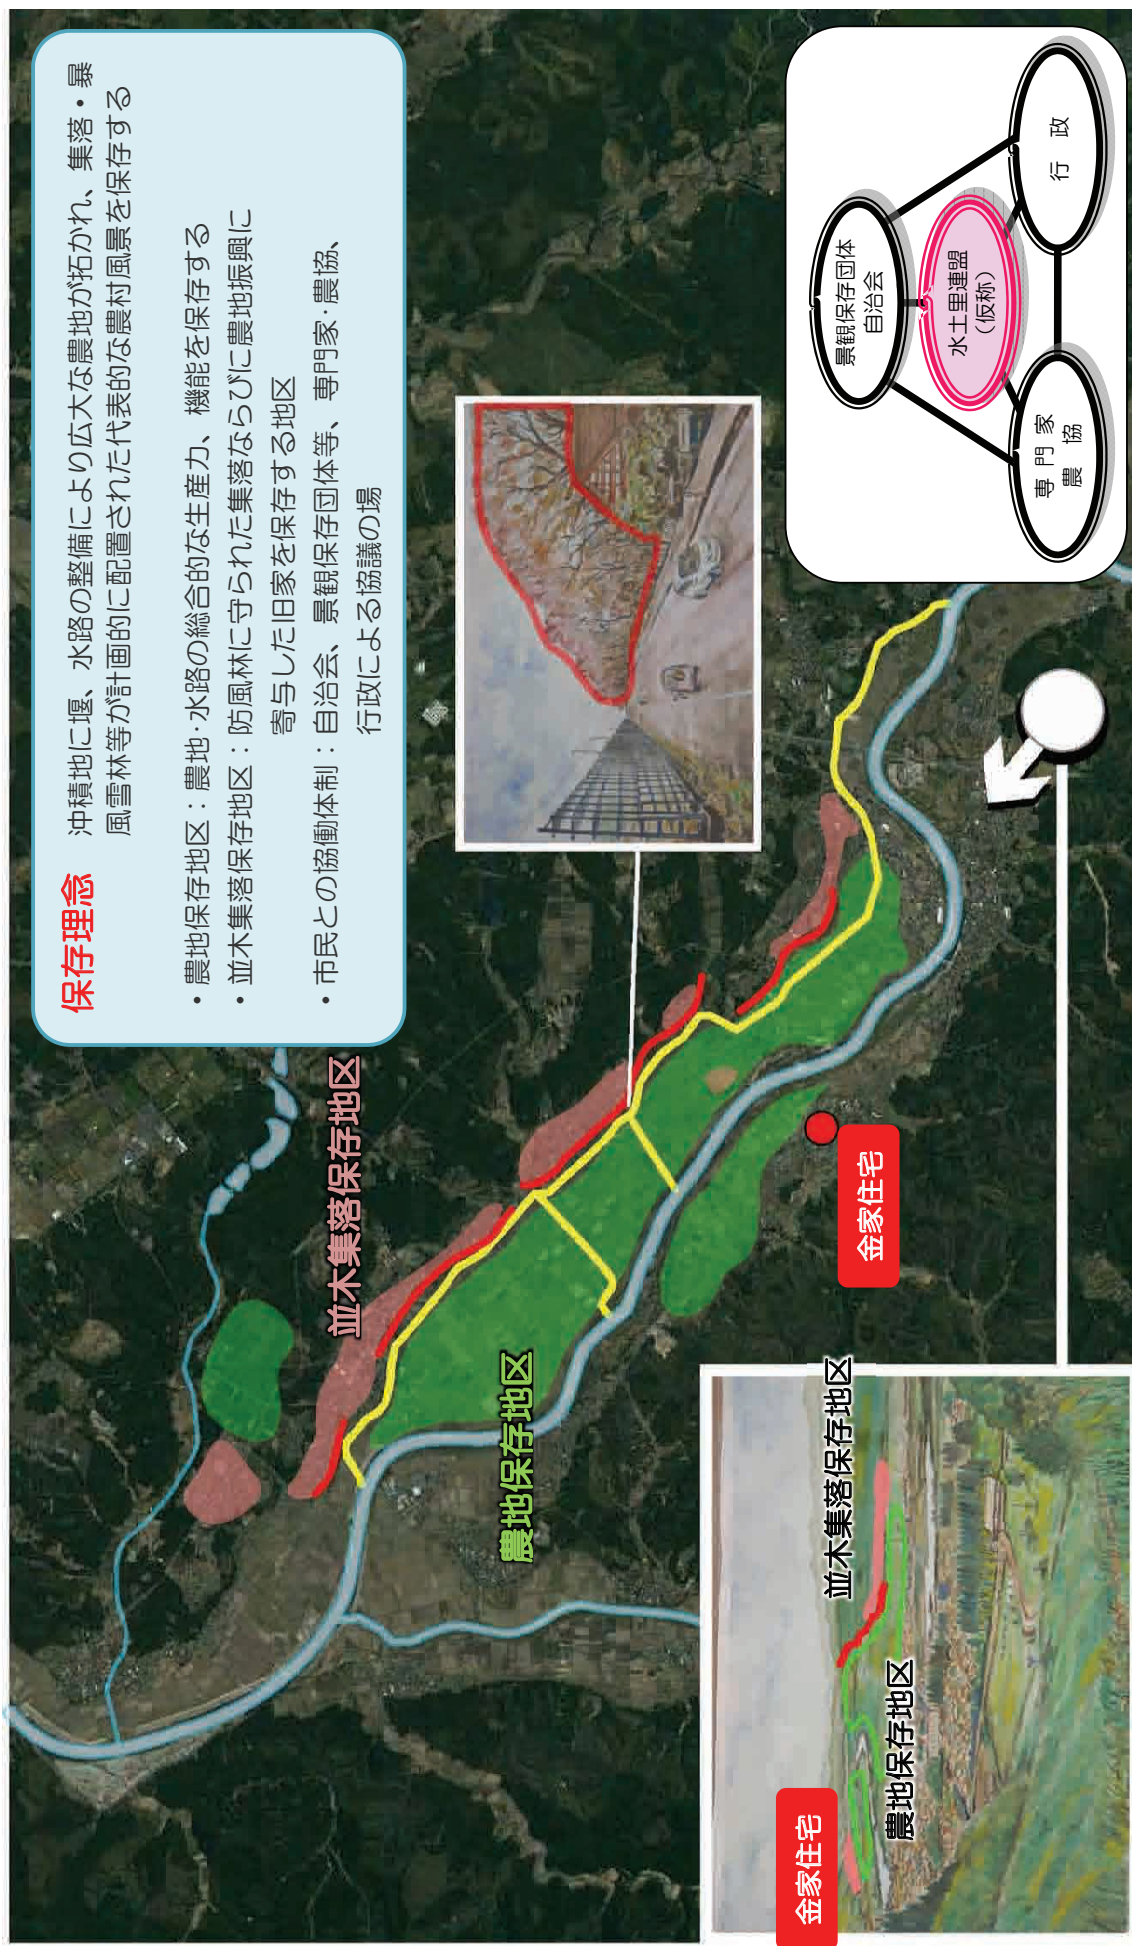 保存理念
沖積地に堰、水路の整備により広大な農地が拓かれ、集落・暴
風雪林等が計画的に配置された代表的な農村風景を保存する
・農地保存地区：農地・水路の総合的な生産力、機能を保存する
・並木集落保存地区：防風林に守られた集落ならびに農地振興に
寄与した旧家を保存する地区
・市民との協働体制：自治会、景観保存団体等、専門家・農協、
行政による協議の場
並木集落保存地区
農地保存地区
金家住宅
景観保存団体
自治会
水土里連盟
（仮称）
専門家
農協
行政
金家住宅
農地保存地区
並木集落保存地区